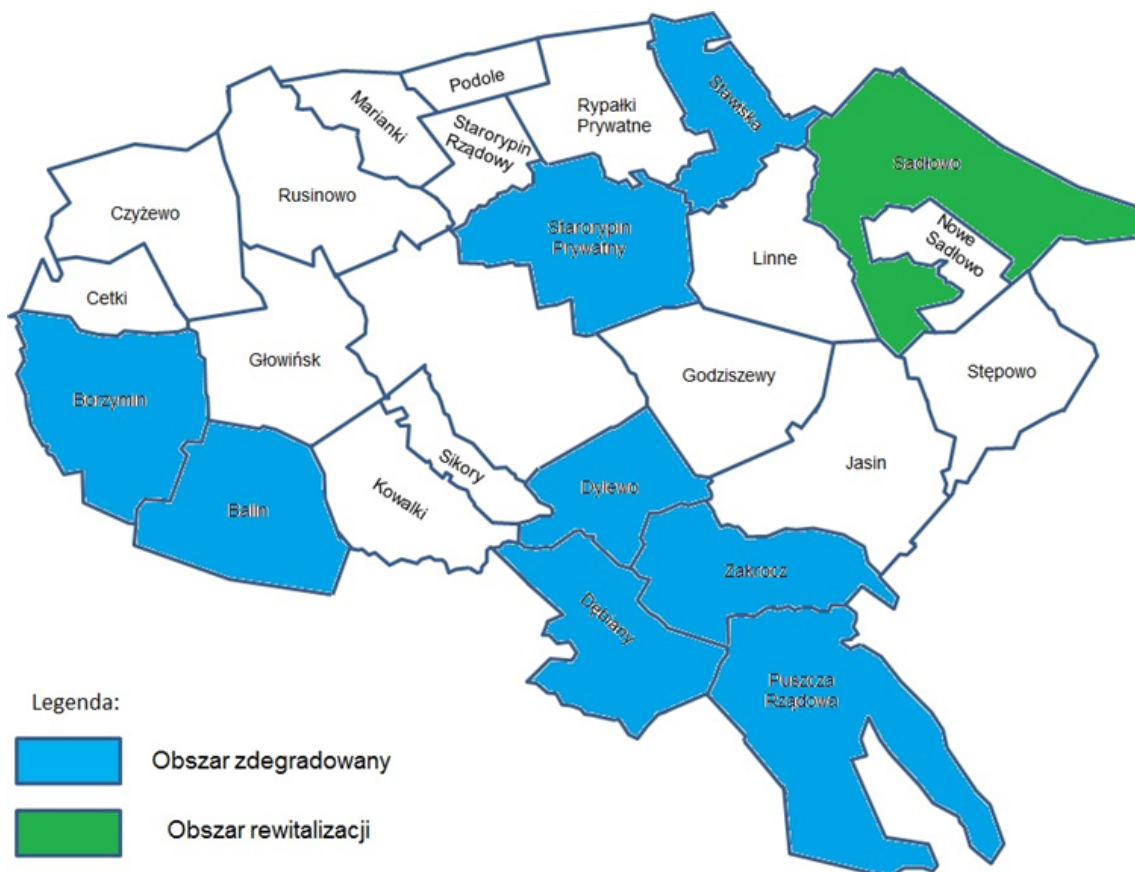 Podole
Marianki
Starorypin
Rządowy
Rypałki
Prywatne
Stawiska
Sadłowo
Nowe
Sadłowo
Czyżewo
Rusinowo
Starorypin
Prywatny
Linne
Cetki
Głowińsk
Godziszewy
Stępowo
Borzymin
Sikory
Jasin
Kowalki
Dylewo
Balin
Zakrocz
Dębiany
Puszcza
Rządowa
Legenda:
Obszar zdegradowany
Obszar rewitalizacji